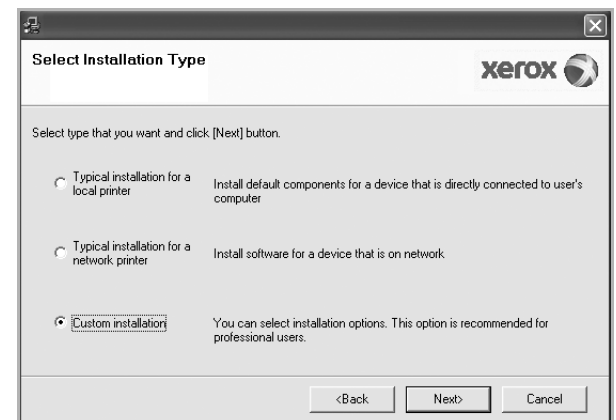 Select Installation Type
xerox
Select type that you want and click [Next] button.
Typical installation for a
local printer
Install default components for a device that is directly connected to user's
computer
Typical installation for a
network printer
Install software for a device that is on network
Custom installation
You can select installation options. This option is recommended for
professional users.
<Back
Next>
Cancel